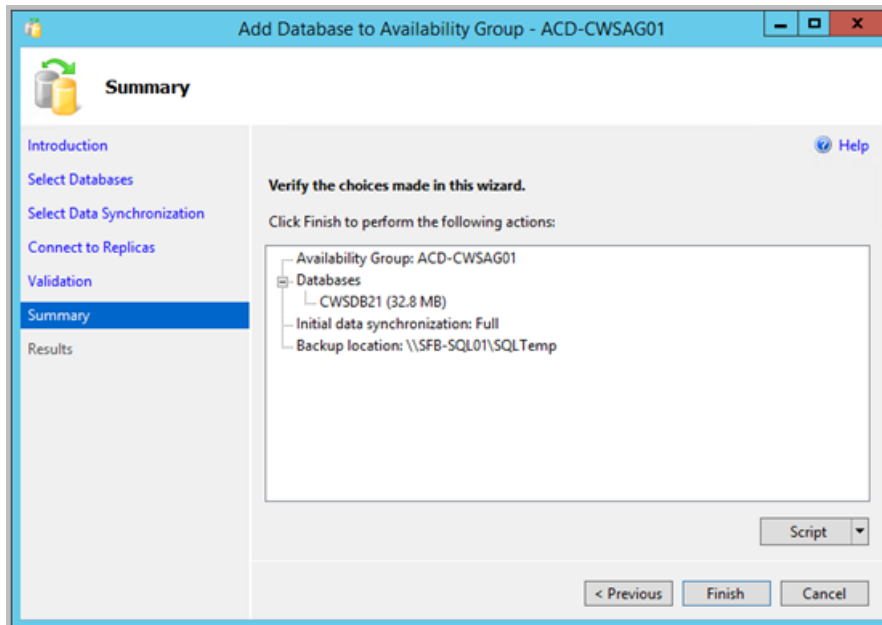 Add Database to Availability Group - ACD-CWSAG01
Summary
Introduction
Select Databases
Select Data Synchronization
Connect to Replicas
Validation
Summary
Results
Help
Verify the choices made in this wizard.
Click Finish to perform the following actions:
Availability Group: ACD-CWSAG01
Databases
CWSDB21 (32.8 MB)
Initial data synchronization: Full
Backup location: \\SFB-SQL01\SQLTemp
Script
< Previous
Finish
Cancel